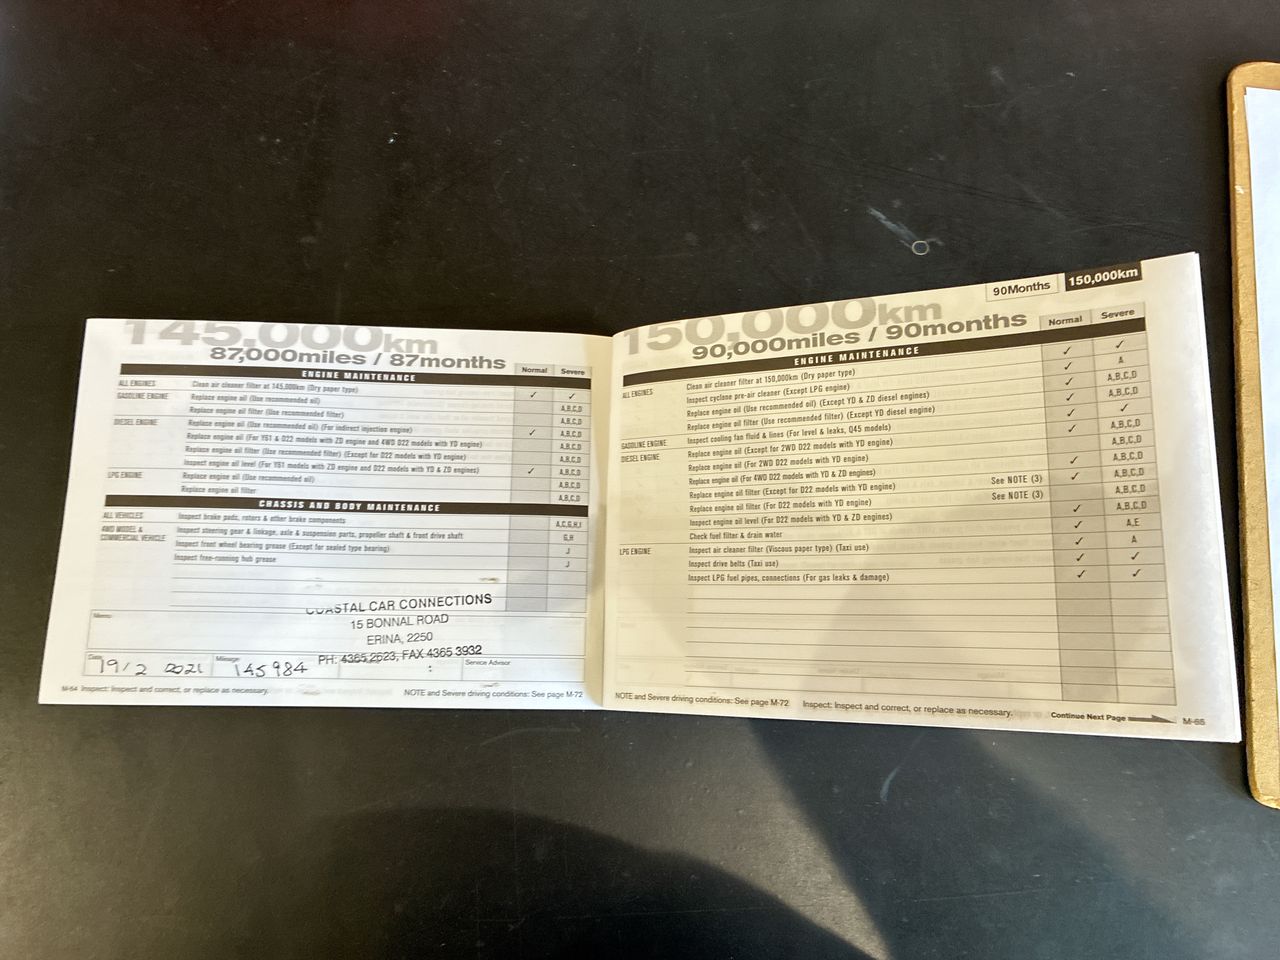 145,000km
87,000miles / 87months
Normal Severe
ENGINE MAINTENANCE
ALL ENGINES Clean air cleaner filter at 145,000km (Dry paper type) ✓ ✓
GASOLINE ENGINE Replace engine oil (Use recommended oil) A,B,C,D
Replace engine oil filter (Use recommended filter) A,B,C,D
DIESEL ENGINE Replace engine oil (Use recommended oil) (For indirect injection engine) ✓ A,B,C,D
Replace engine oil (For Y61 & D22 models with ZD engine and 4WD D22 models with YD engine) A,B,C,D
Replace engine oil filter (Use recommended filter) (Except for D22 models with YD engine) A,B,C,D
Inspect engine oil level (For Y61 models with ZD engine and D22 models with YD & ZD engines) ✓ A,B,C,D
LPG ENGINE Replace engine oil (Use recommended oil) A,B,C,D
Replace engine oil filter A,B,C,D
CHASSIS AND BODY MAINTENANCE
ALL VEHICLES Inspect brake pads, rotors & other brake components A,C,G,H,I
4WD MODEL & COMMERCIAL VEHICLE Inspect steering gear & linkage, axle & suspension parts, propeller shaft & front drive shaft G,H
Inspect front wheel bearing grease (Except for sealed type bearing) J
Inspect free-running hub grease J
COASTAL CAR CONNECTIONS
15 BONNAL ROAD
ERINA, 2250
PH: 4365 2623, FAX 4365 3932
Memo:
Date: 19/2 2021 Mileage: 145984 : Service Advisor
M-64 Inspect: Inspect and correct, or replace as necessary. NOTE and Severe driving conditions: See page M-72
90Months 150,000km
150,000km
90,000miles / 90months
Normal Severe
ENGINE MAINTENANCE
ALL ENGINES Clean air cleaner filter at 150,000km (Dry paper type) ✓ ✓
Inspect cyclone pre-air cleaner (Except LPG engine) ✓ A
Replace engine oil (Use recommended oil) (Except YD & ZD diesel engines) ✓ A,B,C,D
Replace engine oil filter (Use recommended filter) (Except YD diesel engine) ✓ A,B,C,D
Inspect cooling fan fluid & lines (For level & leaks, Q45 models) ✓ ✓
GASOLINE ENGINE
DIESEL ENGINE Replace engine oil (Except for 2WD D22 models with YD engine) ✓ A,B,C,D
Replace engine oil (For 2WD D22 models with YD engine) A,B,C,D
Replace engine oil (For 4WD D22 models with YD & ZD engines) ✓ A,B,C,D
Replace engine oil filter (Except for D22 models with YD engine) See NOTE (3) ✓ A,B,C,D
Replace engine oil filter (For D22 models with YD engine) See NOTE (3) A,B,C,D
Inspect engine oil level (For D22 models with YD & ZD engines) ✓ A,B,C,D
Check fuel filter & drain water ✓ A,E
LPG ENGINE Inspect air cleaner filter (Viscous paper type) (Taxi use) ✓ A
Inspect drive belts (Taxi use) ✓ ✓
Inspect LPG fuel pipes, connections (For gas leaks & damage) ✓ ✓
NOTE and Severe driving conditions: See page M-72 Inspect: Inspect and correct, or replace as necessary. Continue Next Page M-65